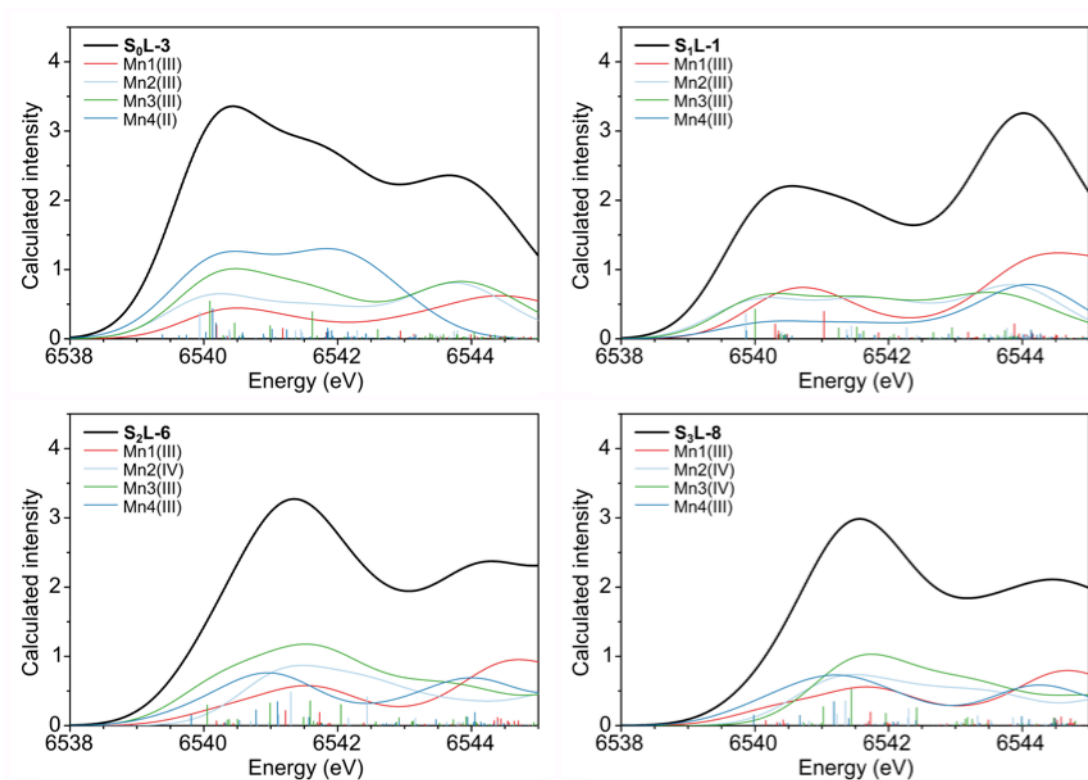 S₀L-3
Mn1(III)
Mn2(III)
Mn3(III)
Mn4(II)
Calculated intensity
4
3
2
1
0
6538 6540 6542 6544
Energy (eV)
S₁L-1
Mn1(III)
Mn2(III)
Mn3(III)
Mn4(III)
Calculated intensity
4
3
2
1
0
6538 6540 6542 6544
Energy (eV)
S₂L-6
Mn1(III)
Mn2(IV)
Mn3(III)
Mn4(III)
Calculated intensity
4
3
2
1
0
6538 6540 6542 6544
Energy (eV)
S₃L-8
Mn1(III)
Mn2(IV)
Mn3(IV)
Mn4(III)
Calculated intensity
4
3
2
1
0
6538 6540 6542 6544
Energy (eV)